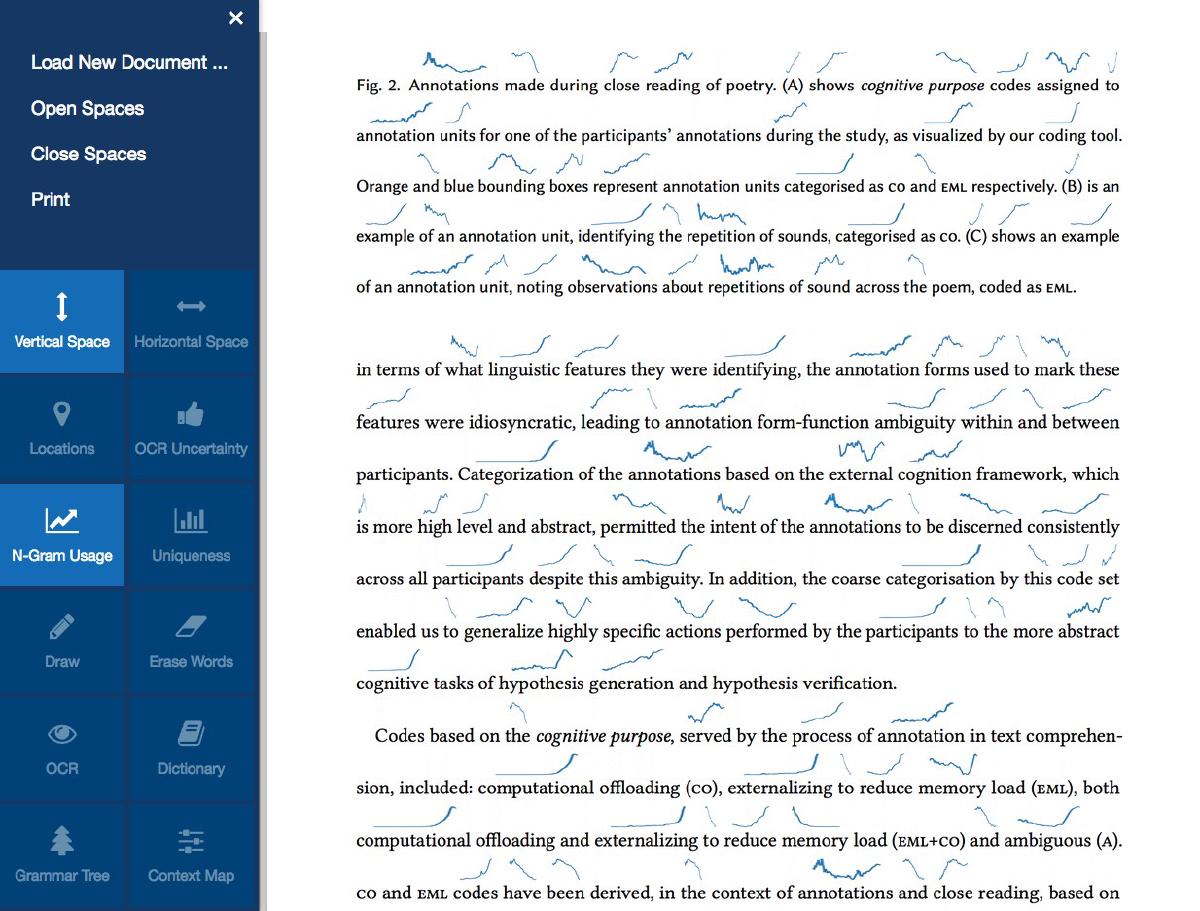 ×
Load New Document ...
Open Spaces
Close Spaces
Print
Vertical Space
Horizontal Space
Locations
OCR Uncertainty
N-Gram Usage
Uniqueness
Draw
Erase Words
OCR
Dictionary
Grammar Tree
Context Map
Fig. 2. Annotations made during close reading of poetry. (A) shows cognitive purpose codes assigned to
annotation units for one of the participants’ annotations during the study, as visualized by our coding tool.
Orange and blue bounding boxes represent annotation units categorised as CO and EML respectively. (B) is an
example of an annotation unit, identifying the repetition of sounds, categorised as CO. (C) shows an example
of an annotation unit, noting observations about repetitions of sound across the poem, coded as EML.
in terms of what linguistic features they were identifying, the annotation forms used to mark these
features were idiosyncratic, leading to annotation form-function ambiguity within and between
participants. Categorization of the annotations based on the external cognition framework, which
is more high level and abstract, permitted the intent of the annotations to be discerned consistently
across all participants despite this ambiguity. In addition, the coarse categorisation by this code set
enabled us to generalize highly specific actions performed by the participants to the more abstract
cognitive tasks of hypothesis generation and hypothesis verification.
Codes based on the cognitive purpose, served by the process of annotation in text comprehen-
sion, included: computational offloading (CO), externalizing to reduce memory load (EML), both
computational offloading and externalizing to reduce memory load (EML+CO) and ambiguous (A).
CO and EML codes have been derived, in the context of annotations and close reading, based on